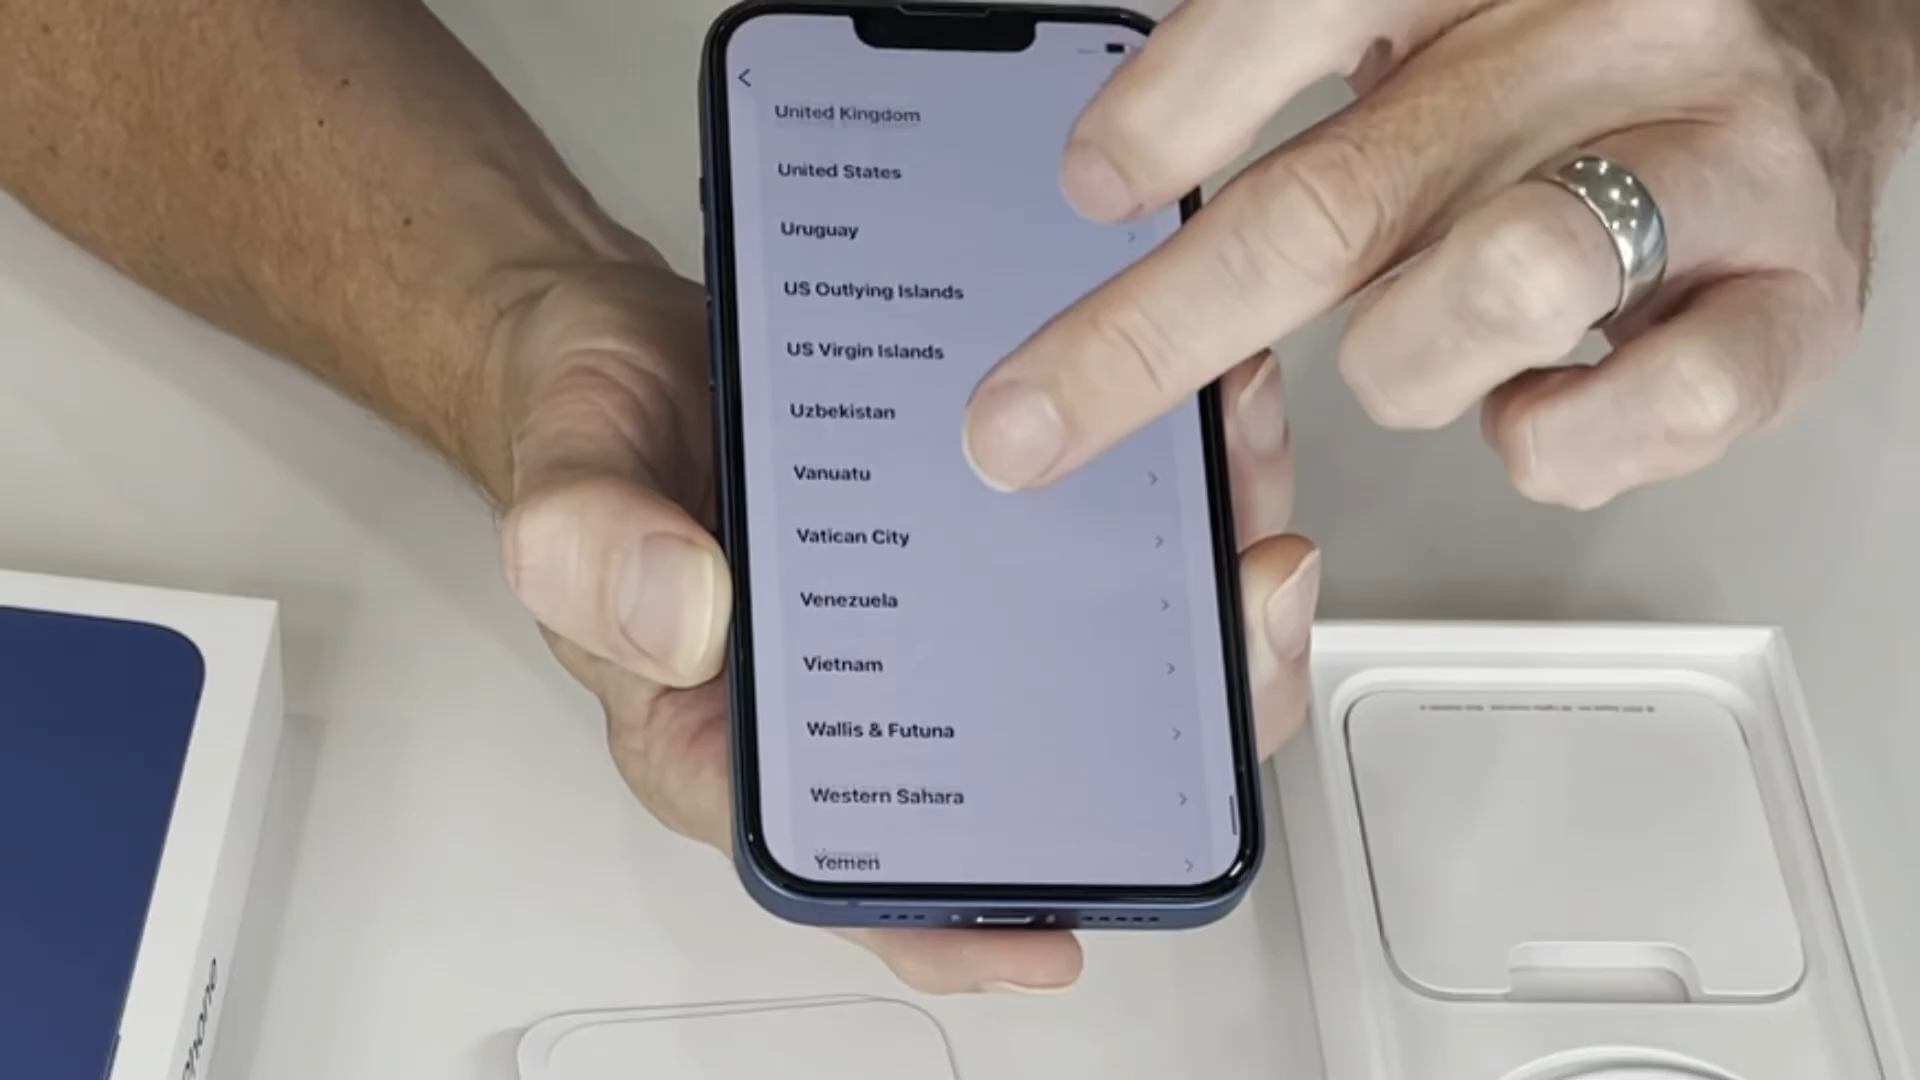 United Kingdom
United States
Uruguay
US Outlying Islands
US Virgin Islands
Uzbekistan
Vanuatu
Vatican City
Venezuela
Vietnam
Wallis & Futuna
Western Sahara
Yemen